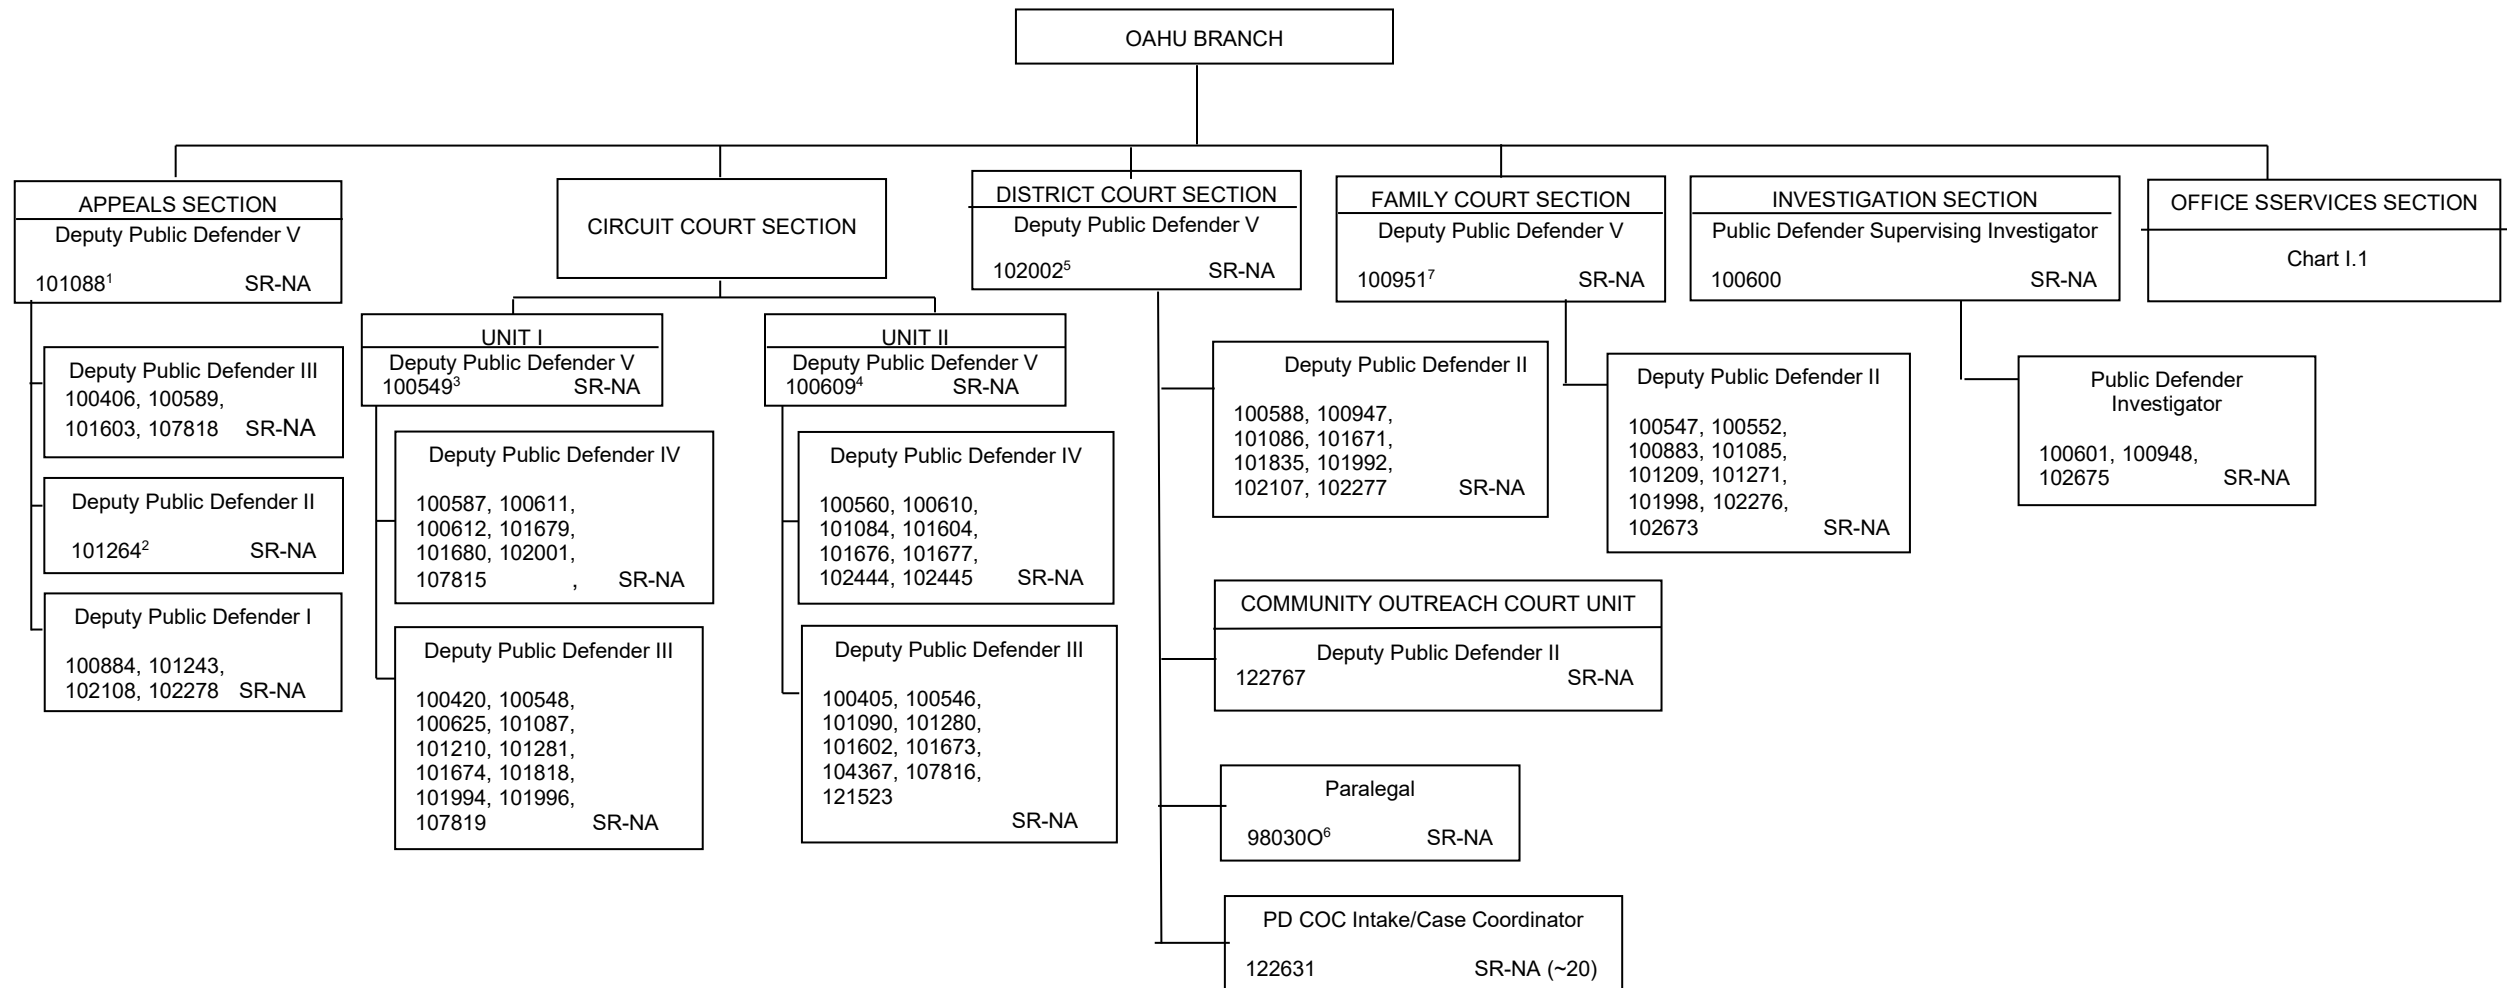 OAHU BRANCH
APPEALS SECTION
Deputy Public Defender V
101088¹ SR-NA
Deputy Public Defender III
100406, 100589,
101603, 107818 SR-NA
Deputy Public Defender II
101264² SR-NA
Deputy Public Defender I
100884, 101243,
102108, 102278 SR-NA
CIRCUIT COURT SECTION
UNIT I
Deputy Public Defender V
100549³ SR-NA
Deputy Public Defender IV
100587, 100611,
100612, 101679,
101680, 102001,
107815 , SR-NA
Deputy Public Defender III
100420, 100548,
100625, 101087,
101210, 101281,
101674, 101818,
101994, 101996,
107819 SR-NA
UNIT II
Deputy Public Defender V
100609⁴ SR-NA
Deputy Public Defender IV
100560, 100610,
101084, 101604,
101676, 101677,
102444, 102445 SR-NA
Deputy Public Defender III
100405, 100546,
101090, 101280,
101602, 101673,
104367, 107816,
121523
SR-NA
DISTRICT COURT SECTION
Deputy Public Defender V
102002⁵ SR-NA
Deputy Public Defender II
100588, 100947,
101086, 101671,
101835, 101992,
102107, 102277 SR-NA
COMMUNITY OUTREACH COURT UNIT
Deputy Public Defender II
122767 SR-NA
Paralegal
98030O⁶ SR-NA
PD COC Intake/Case Coordinator
122631 SR-NA (~20)
FAMILY COURT SECTION
Deputy Public Defender V
100951⁷ SR-NA
Deputy Public Defender II
100547, 100552,
100883, 101085,
101209, 101271,
101998, 102276,
102673 SR-NA
INVESTIGATION SECTION
Public Defender Supervising Investigator
100600 SR-NA
Public Defender
Investigator
100601, 100948,
102675 SR-NA
OFFICE SSERVICES SECTION
Chart I.1